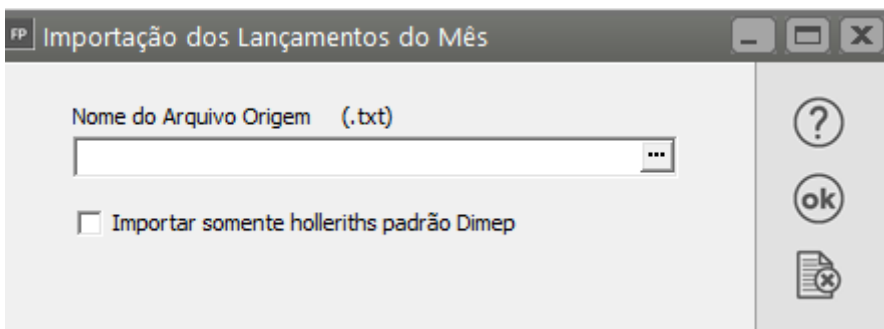 FP Importação dos Lançamentos do Mês
Nome do Arquivo Origem (.txt)
...
Importar somente holleriths padrão Dimep
?
ok